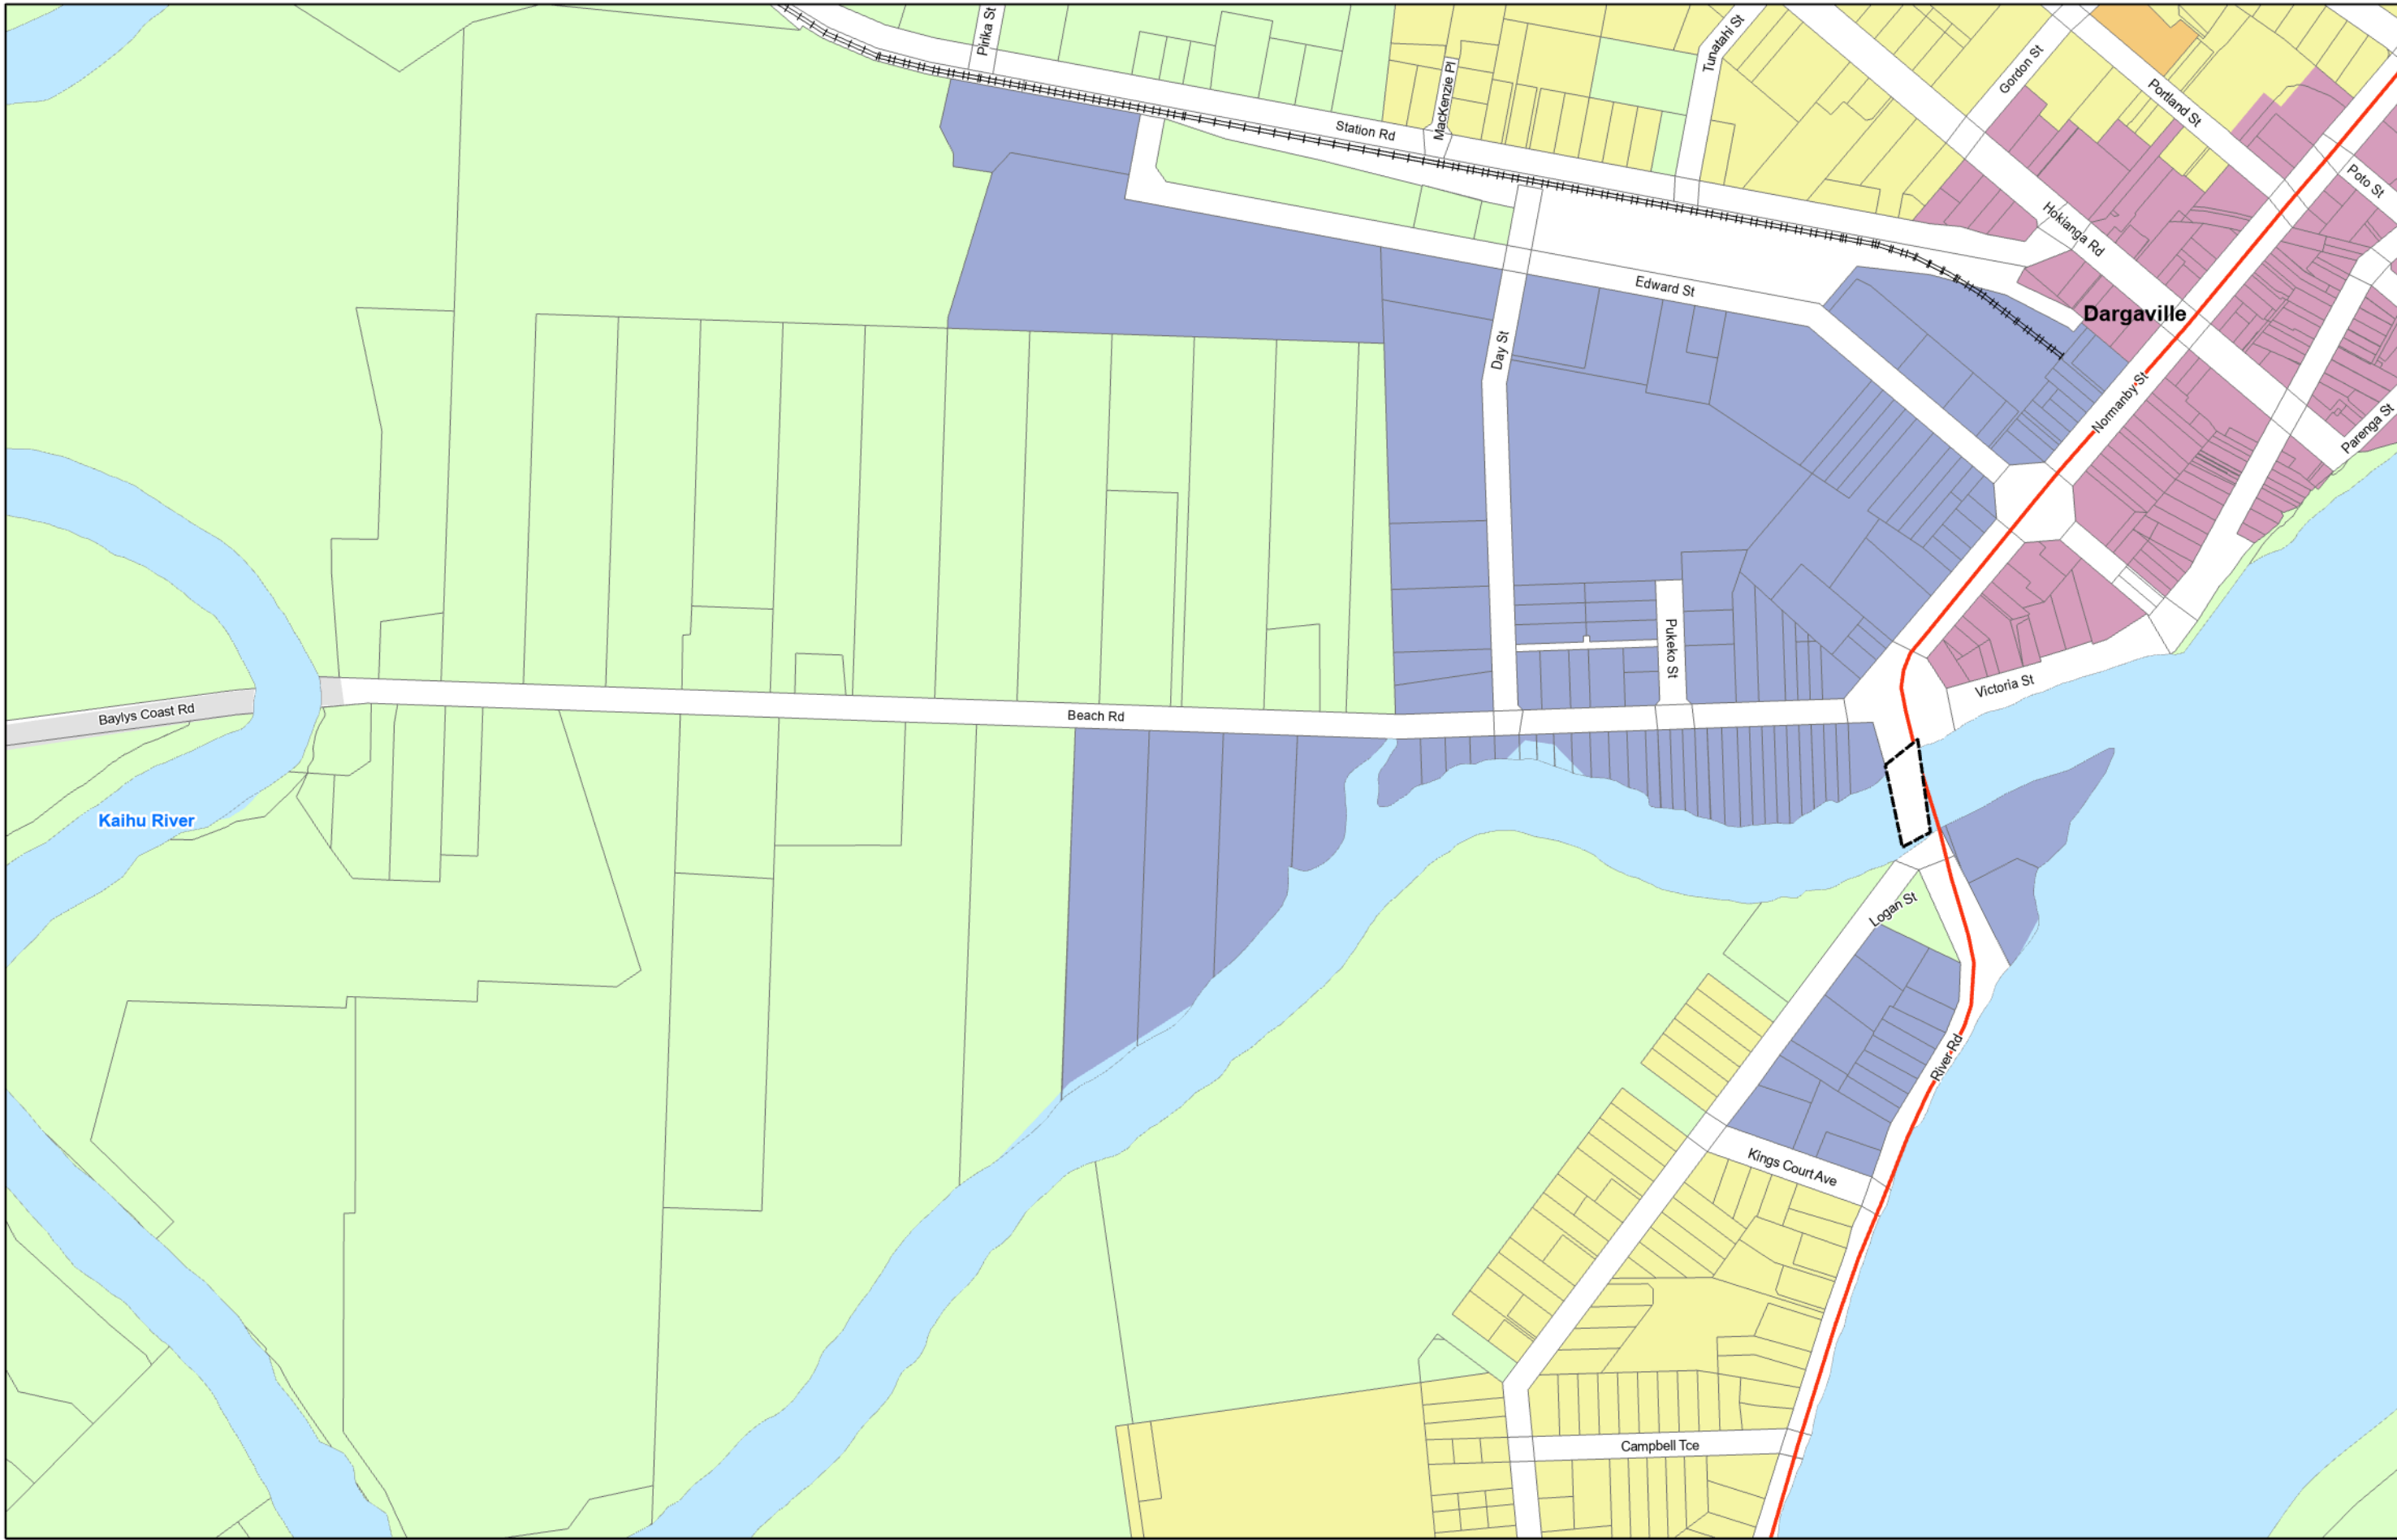 Pirika St
Tunatahi St
MacKenzie Pl
Gordon St
Portland St
Station Rd
Poto St
Hokianga Rd
Edward St
Dargaville
Day St
Normanby St
Parenga St
Pukeko St
Victoria St
Baylys Coast Rd
Beach Rd
Kaihu River
Logan St
River Rd
Kings Court Ave
Campbell Tce